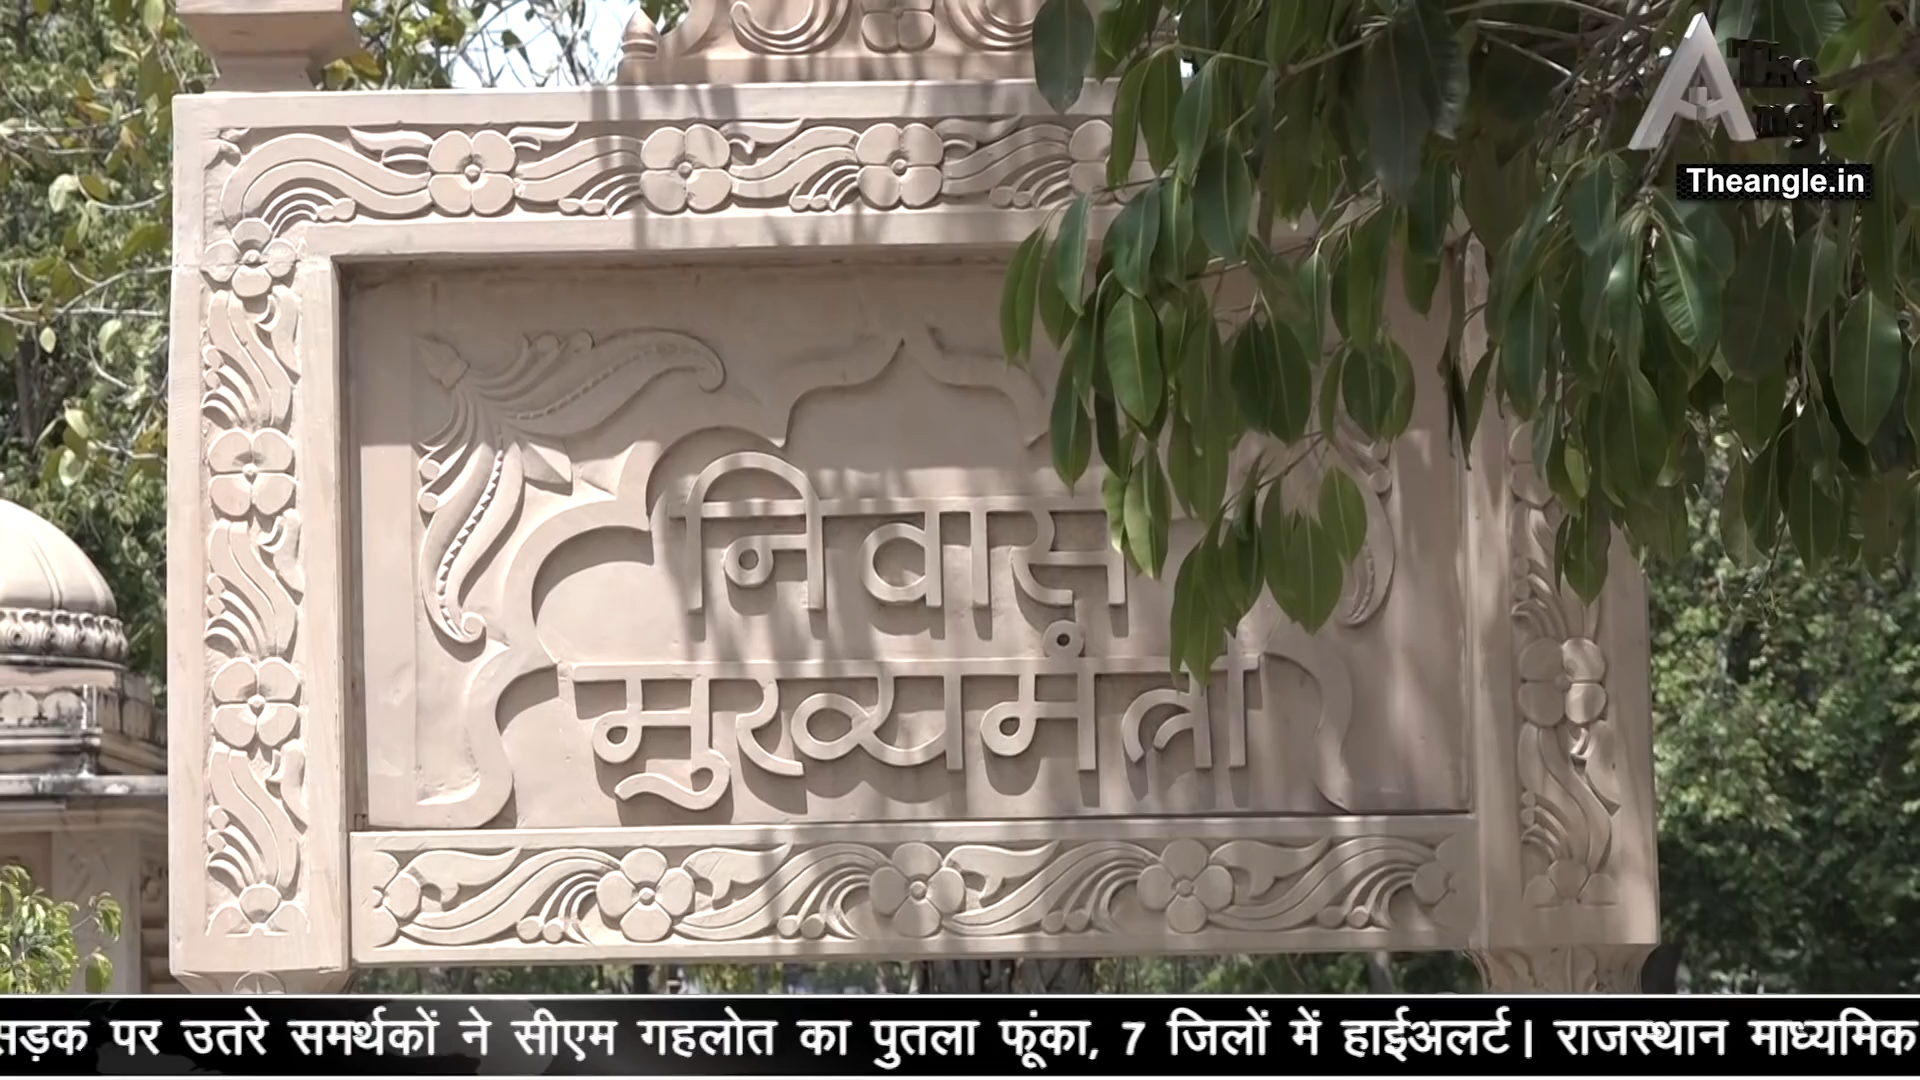 The
Angle
Theangle.in
निवास
मुख्यमंत्री
सड़क पर उतरे समर्थकों ने सीएम गहलोत का पुतला फूंका, 7 जिलों में हाईअलर्ट| राजस्थान माध्यमिक